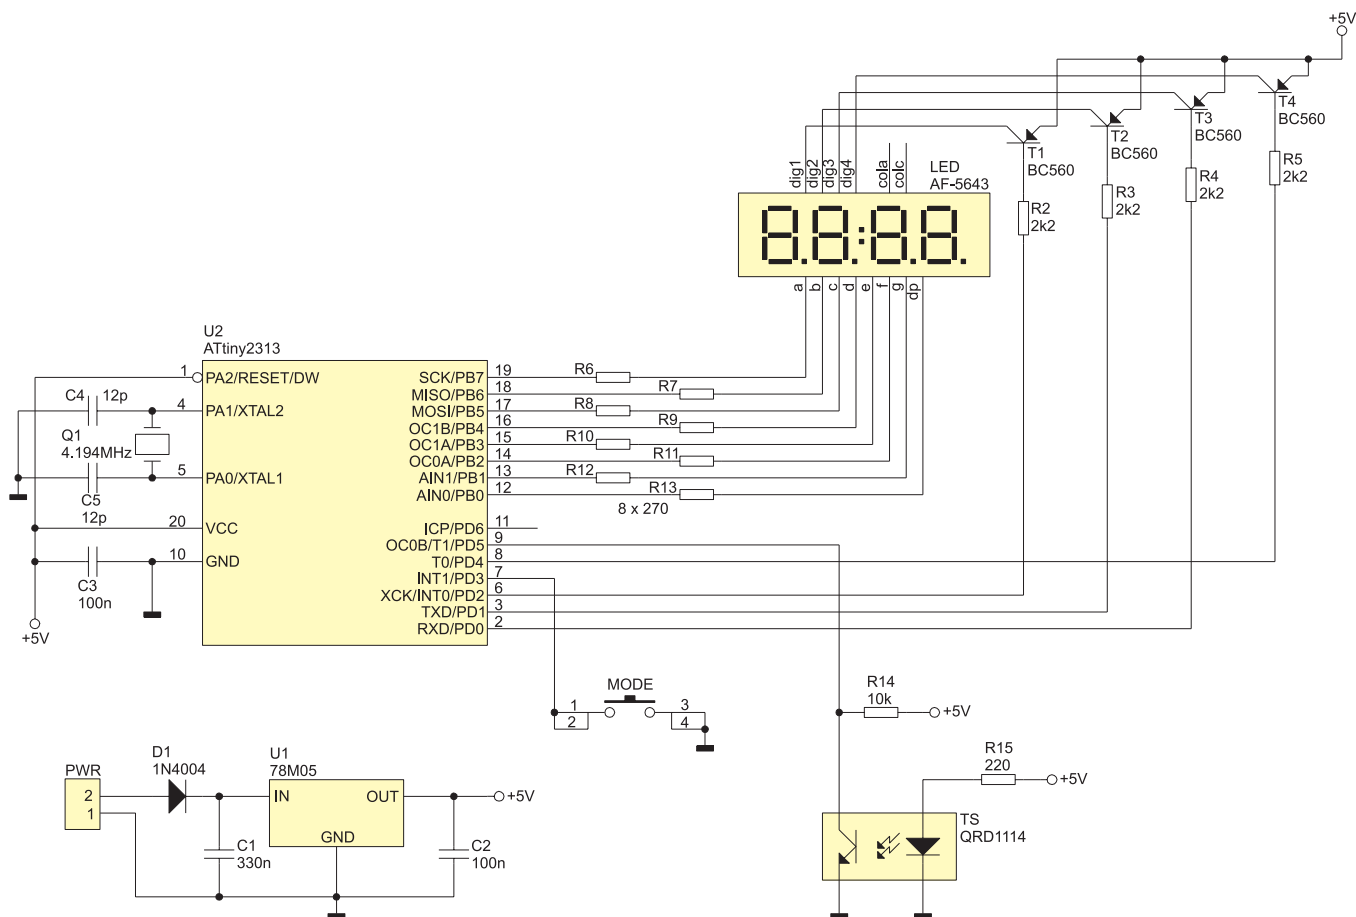 +5V
T4
BC560
T3
BC560
T2
BC560
T1
BC560
dig1
dig2
dig3
dig4
cola
colc
LED
AF-5643
R5
2k2
R4
2k2
R3
2k2
R2
2k2
a
b
c
d
e
f
g
dp
U2
ATtiny2313
1
PA2/RESET/DW
4
PA1/XTAL2
5
PA0/XTAL1
20
VCC
10
GND
C4
12p
Q1
4.194MHz
C5
12p
C3
100n
+5V
SCK/PB7
19
MISO/PB6
18
MOSI/PB5
17
OC1B/PB4
16
OC1A/PB3
15
OC0A/PB2
14
AIN1/PB1
13
AIN0/PB0
12
ICP/PD6
11
OC0B/T1/PD5
9
T0/PD4
8
INT1/PD3
7
XCK/INT0/PD2
6
TXD/PD1
3
RXD/PD0
2
R6
R7
R8
R9
R10
R11
R12
R13
8 x 270
MODE
1
2
3
4
R14
10k
+5V
R15
220
+5V
TS
QRD1114
PWR
2
1
D1
1N4004
U1
78M05
IN
OUT
GND
+5V
C1
330n
C2
100n